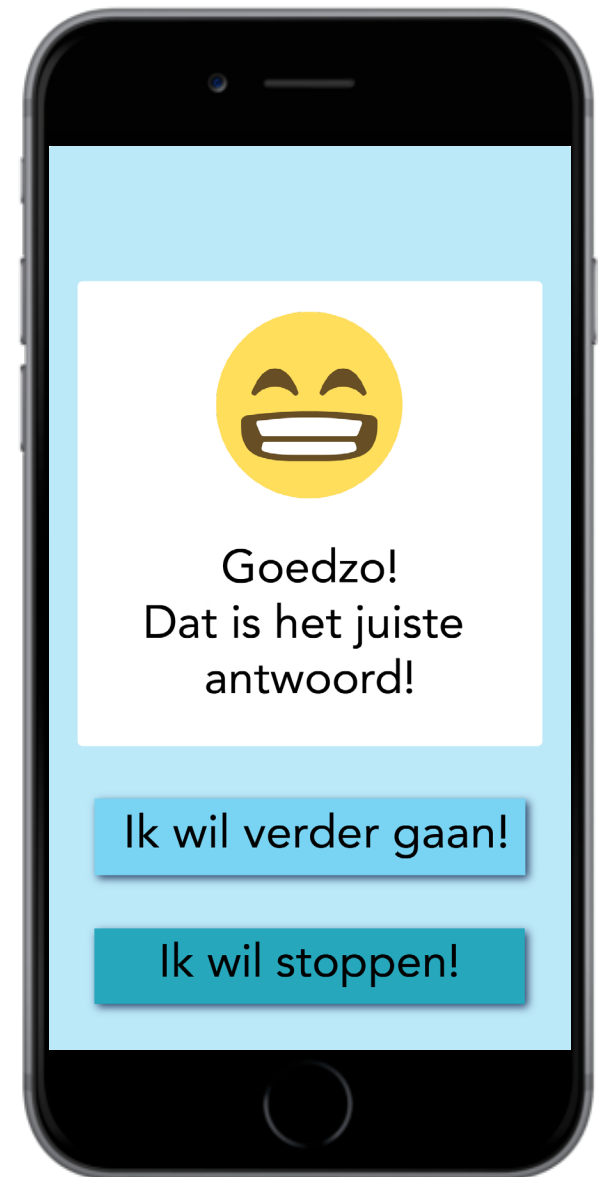 Goedzo!
Dat is het juiste
antwoord!
Ik wil verder gaan!
Ik wil stoppen!